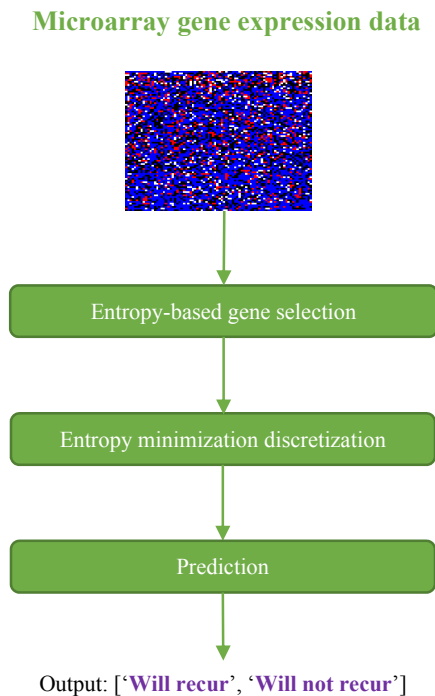 Microarray gene expression data
Entropy-based gene selection
Entropy minimization discretization
Prediction
Output: [‘Will recur’, ‘Will not recur’]